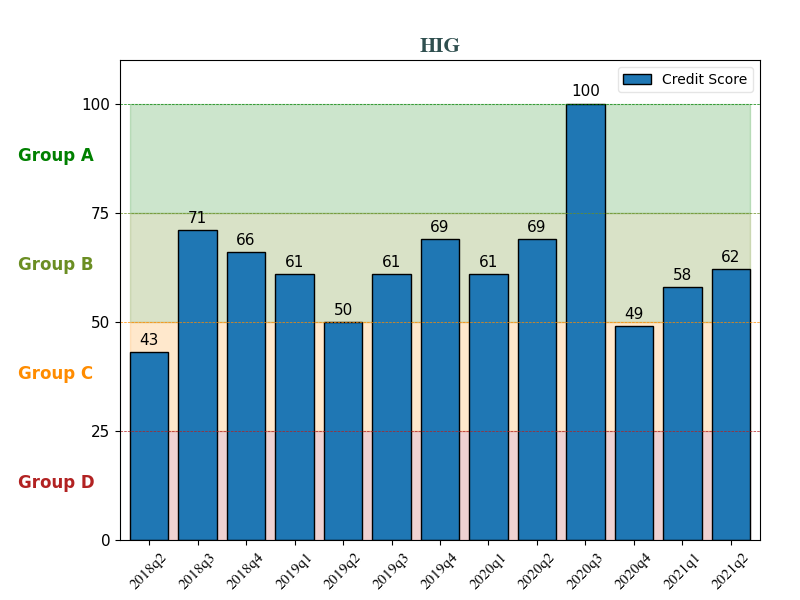 HIG
Credit Score
100
75
50
25
0
Group A
Group B
Group C
Group D
43
71
66
61
50
61
69
61
69
100
49
58
62
2018q2
2018q3
2018q4
2019q1
2019q2
2019q3
2019q4
2020q1
2020q2
2020q3
2020q4
2021q1
2021q2